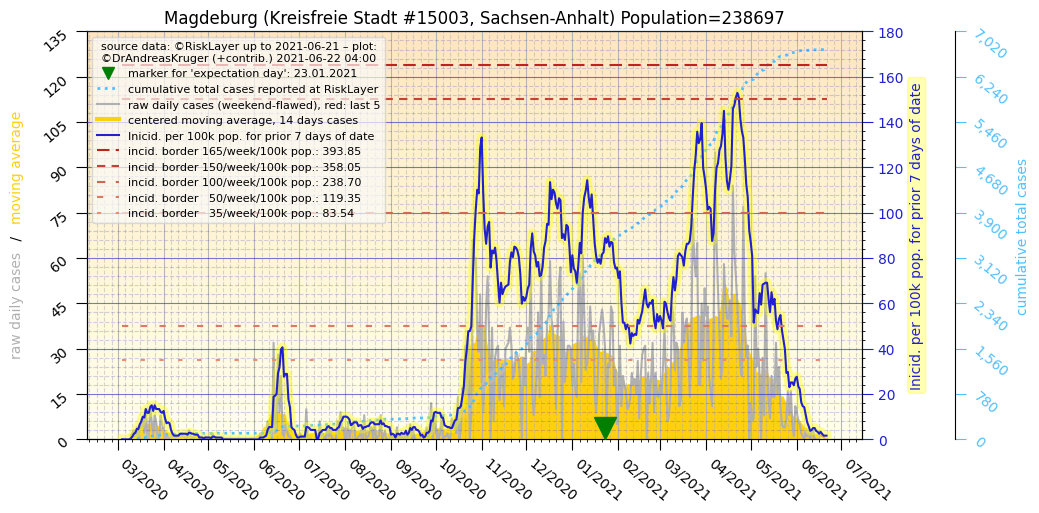 Magdeburg (Kreisfreie Stadt #15003, Sachsen-Anhalt) Population=238697
source data: ©RiskLayer up to 2021-06-21 – plot:
©DrAndreasKruger (+contrib.) 2021-06-22 04:00
marker for 'expectation day': 23.01.2021
cumulative total cases reported at RiskLayer
raw daily cases (weekend-flawed), red: last 5
centered moving average, 14 days cases
Inicid. per 100k pop. for prior 7 days of date
incid. border 165/week/100k pop.: 393.85
incid. border 150/week/100k pop.: 358.05
incid. border 100/week/100k pop.: 238.70
incid. border   50/week/100k pop.: 119.35
incid. border   35/week/100k pop.: 83.54
raw daily cases / moving average
135
120
105
90
75
60
45
30
15
0
03/2020
04/2020
05/2020
06/2020
07/2020
08/2020
09/2020
10/2020
11/2020
12/2020
01/2021
02/2021
03/2021
04/2021
05/2021
06/2021
07/2021
180
160
140
120
100
80
60
40
20
0
Inicid. per 100k pop. for prior 7 days of date
7,020
6,240
5,460
4,680
3,900
3,120
2,340
1,560
780
0
cumulative total cases